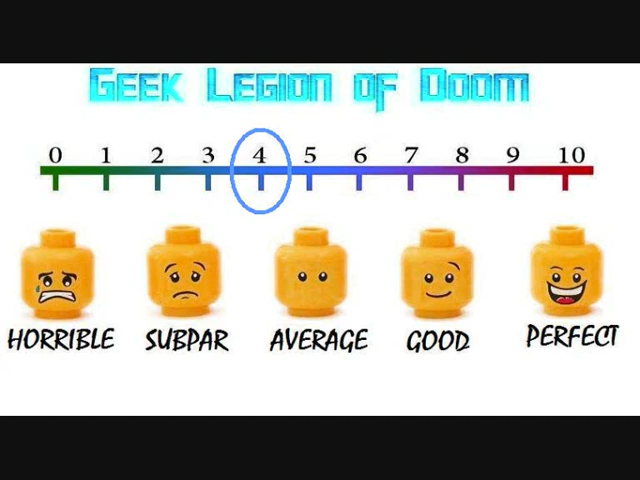 GEEK LEGION OF DOOM
0 1 2 3 4 5 6 7 8 9 10
HORRIBLE SUBPAR AVERAGE GOOD PERFECT